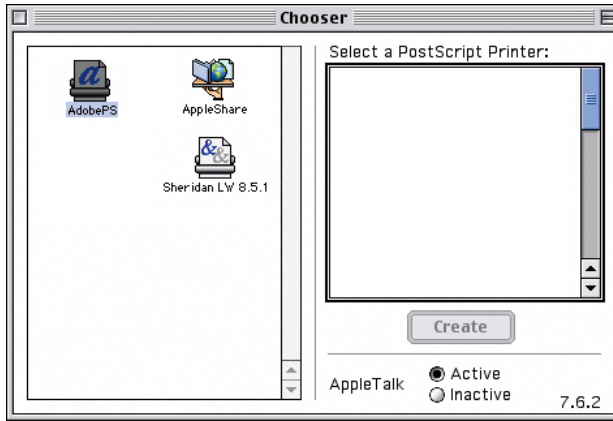 Chooser
AdobePS
AppleShare
Sheridan LW 8.5.1
Select a PostScript Printer:
Create
AppleTalk
Active
Inactive
7.6.2